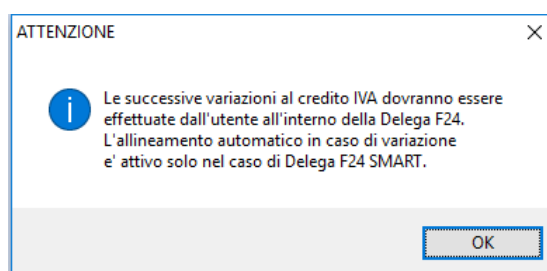 ATTENZIONE
Le successive variazioni al credito IVA dovranno essere
effettuate dall'utente all'interno della Delega F24.
L'allineamento automatico in caso di variazione
e' attivo solo nel caso di Delega F24 SMART.
OK